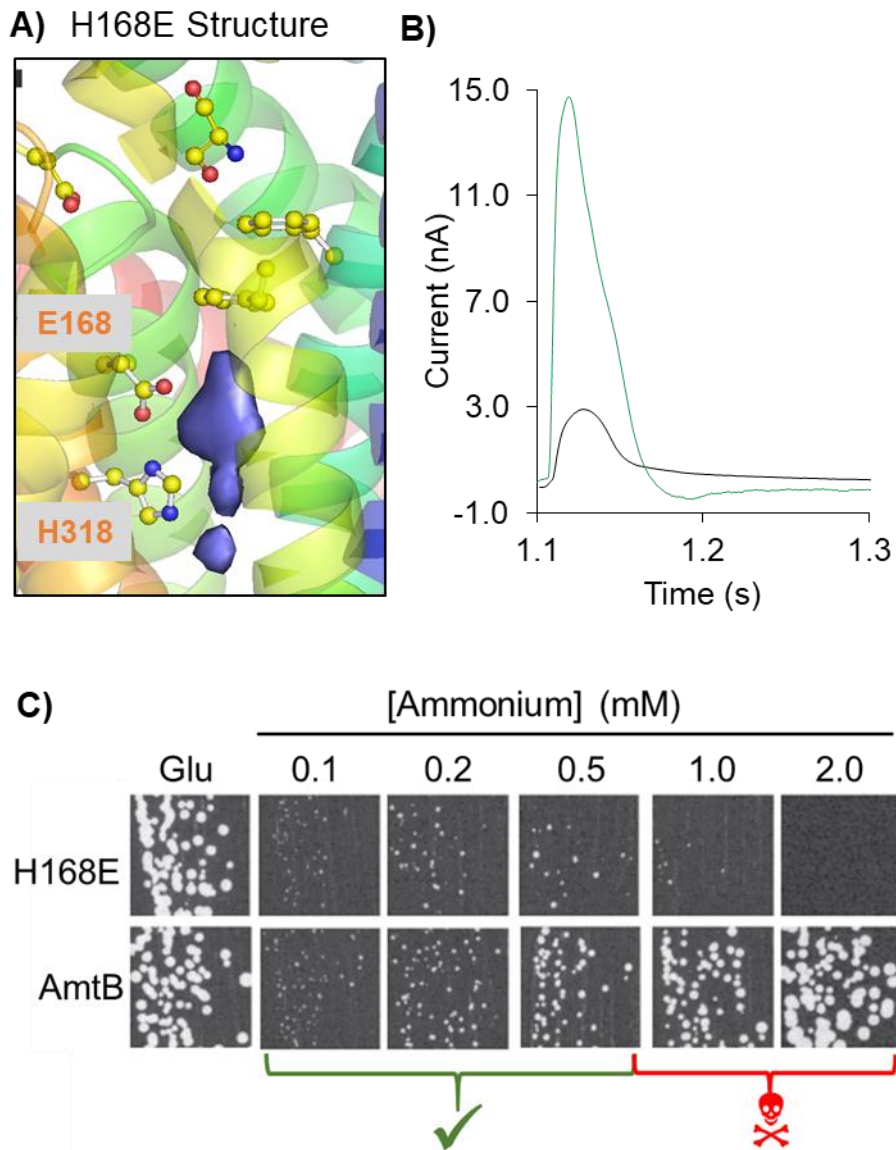 A) H168E Structure
E168
H318
B)
15.0
11.0
7.0
3.0
-1.0
Current (nA)
1.1
1.2
1.3
Time (s)
C)
[Ammonium] (mM)
Glu 0.1 0.2 0.5 1.0 2.0
H168E
AmtB